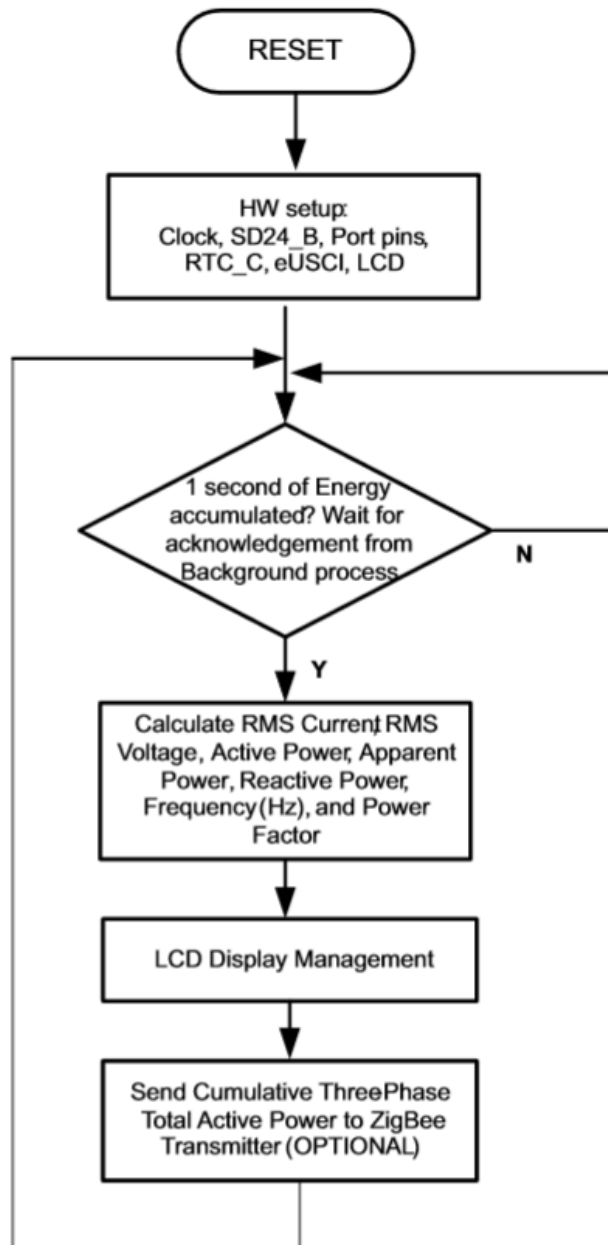 RESET
HW setup:
Clock, SD24_B, Port pins,
RTC_C, eUSCI, LCD
1 second of Energy
accumulated? Wait for
acknowledgement from
Background process
N
Y
Calculate RMS Current, RMS
Voltage, Active Power, Apparent
Power, Reactive Power,
Frequency (Hz), and Power
Factor
LCD Display Management
Send Cumulative Three-Phase
Total Active Power to ZigBee
Transmitter (OPTIONAL)